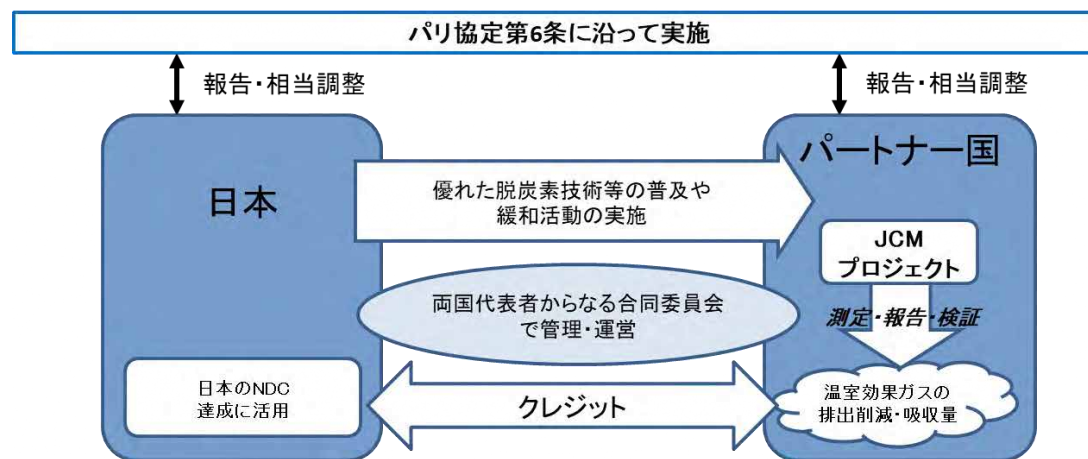 パリ協定第6条に沿って実施
報告・相当調整
報告・相当調整
日本
パートナー国
優れた脱炭素技術等の普及や
緩和活動の実施
JCM
プロジェクト
両国代表者からなる合同委員会
で管理・運営
測定・報告・検証
日本のNDC
達成に活用
クレジット
温室効果ガスの
排出削減・吸収量